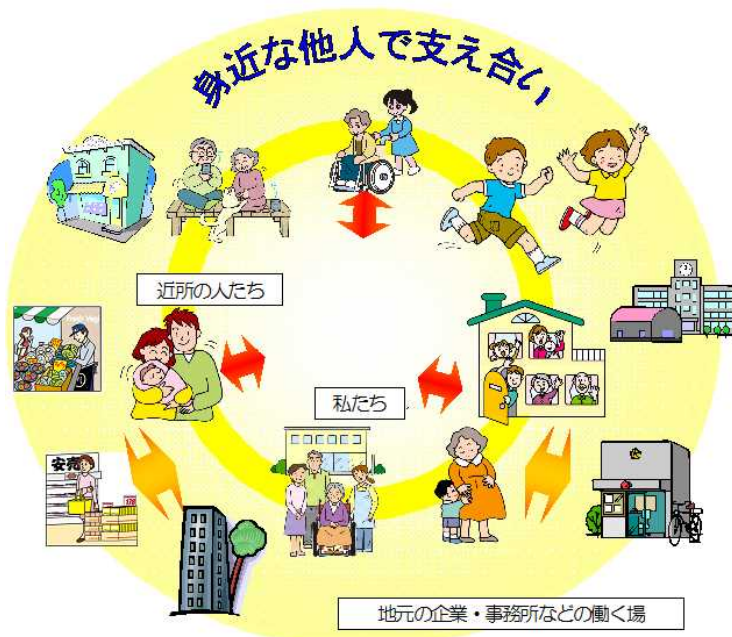 身近な他人で支え合い
近所の人たち
私たち
安売
地元の企業・事務所などの働く場